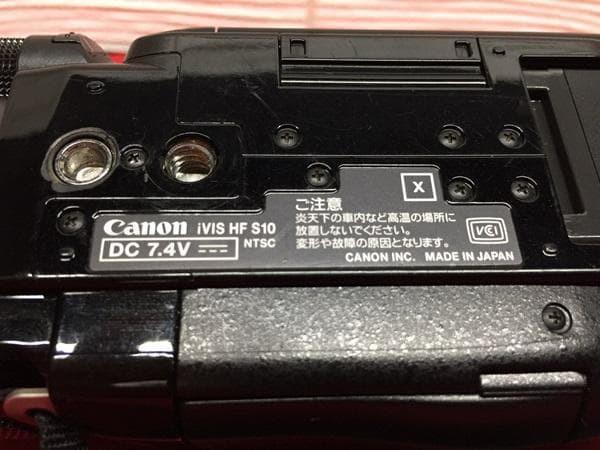 X
Canon iVIS HF S10
DC 7.4V
NTSC
ご注意
炎天下の車内など高温の場所に
放置しないでください。
変形や故障の原因となります。
VCI
CANON INC. MADE IN JAPAN